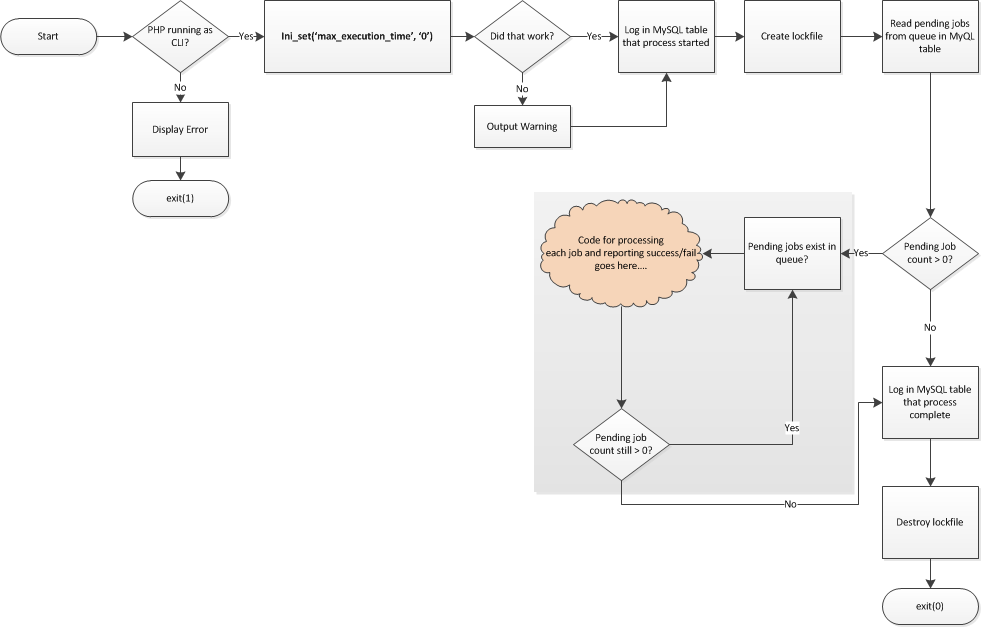 Start
PHP running as
CLI?
Yes
Ini_set('max_execution_time', '0')
Did that work?
Yes
Log in MySQL table
that process started
Create lockfile
Read pending jobs
from queue in MyQL
table
No
Display Error
exit(1)
No
Output Warning
Code for processing
each job and reporting success/fail
goes here....
Pending jobs exist in
queue?
Yes
Pending Job
count > 0?
No
Log in MySQL table
that process
complete
Yes
Pending job
count still > 0?
No
Destroy lockfile
exit(0)